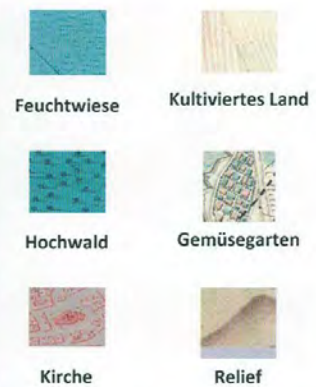 Feuchtwiese
Kultiviertes Land
Hochwald
Gemüsegarten
Kirche
Relief